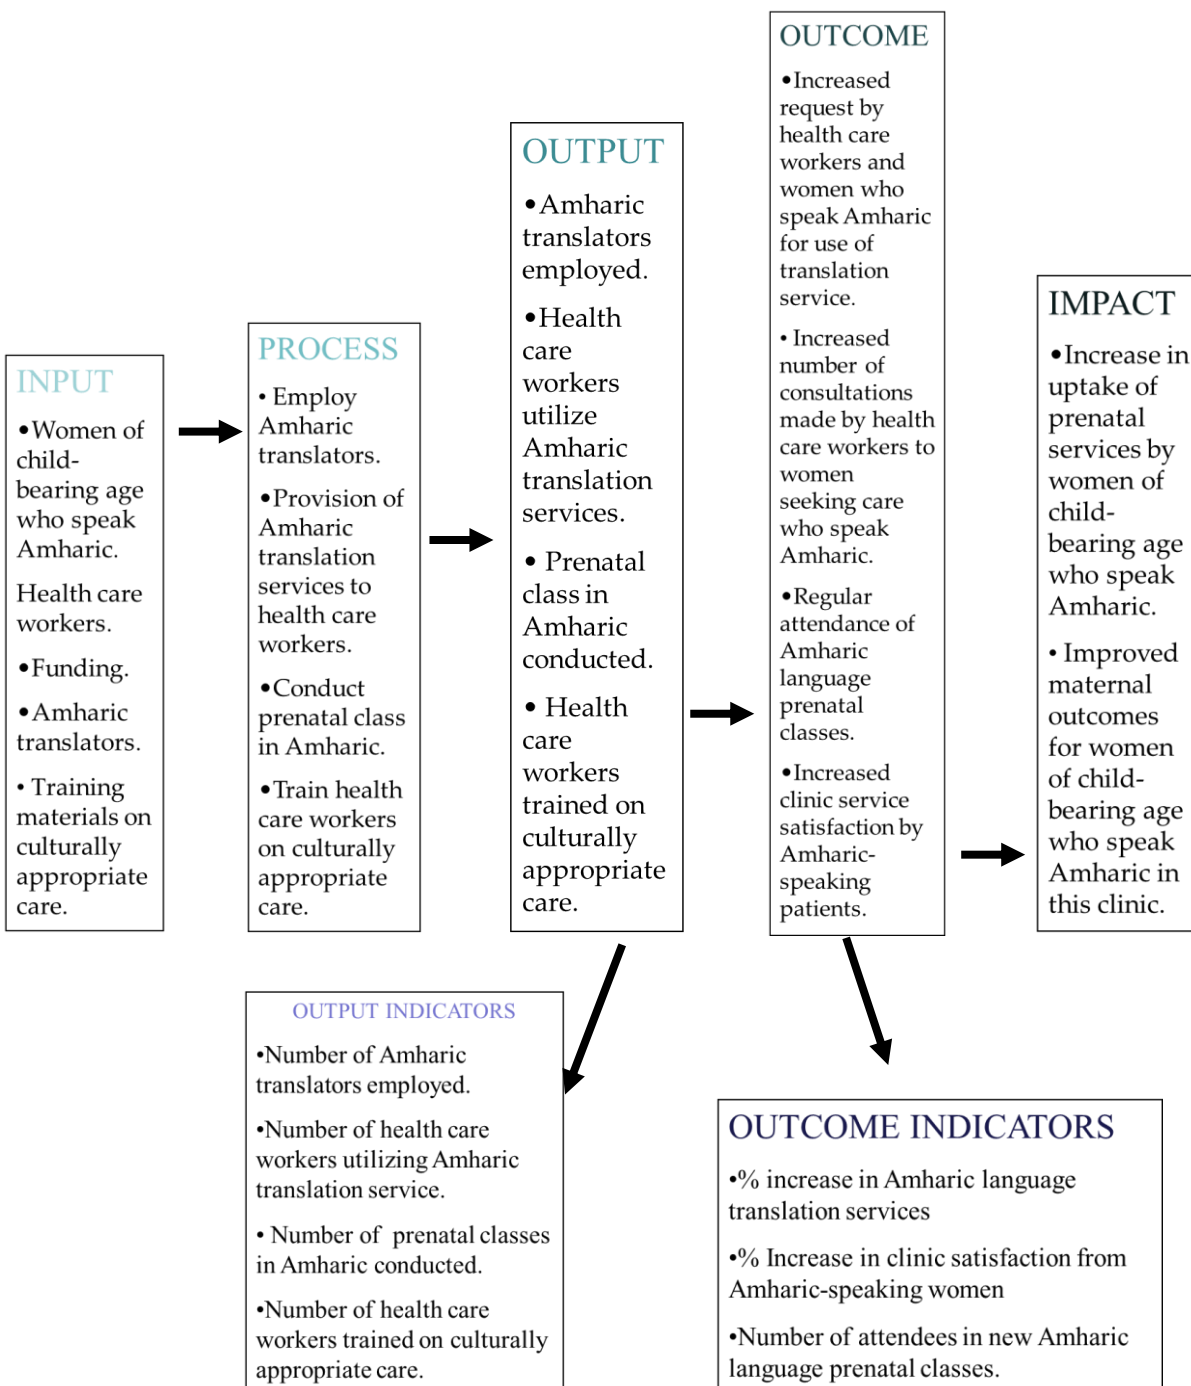 INPUT
•Women of
child-
bearing age
who speak
Amharic.
Health care
workers.
•Funding.
•Amharic
translators.
• Training
materials on
culturally
appropriate
care.
PROCESS
• Employ
Amharic
translators.
•Provision of
Amharic
translation
services to
health care
workers.
•Conduct
prenatal class
in Amharic.
•Train health
care workers
on culturally
appropriate
care.
OUTPUT
•Amharic
translators
employed.
•Health
care
workers
utilize
Amharic
translation
services.
• Prenatal
class in
Amharic
conducted.
• Health
care
workers
trained on
culturally
appropriate
care.
OUTCOME
•Increased
request by
health care
workers and
women who
speak Amharic
for use of
translation
service.
• Increased
number of
consultations
made by health
care workers to
women
seeking care
who speak
Amharic.
•Regular
attendance of
Amharic
language
prenatal
classes.
•Increased
clinic service
satisfaction by
Amharic-
speaking
patients.
IMPACT
•Increase in
uptake of
prenatal
services by
women of
child-
bearing age
who speak
Amharic.
• Improved
maternal
outcomes
for women
of child-
bearing age
who speak
Amharic in
this clinic.
OUTPUT INDICATORS
•Number of Amharic
translators employed.
•Number of health care
workers utilizing Amharic
translation service.
• Number of prenatal classes
in Amharic conducted.
•Number of health care
workers trained on culturally
appropriate care.
OUTCOME INDICATORS
•% increase in Amharic language
translation services
•% Increase in clinic satisfaction from
Amharic-speaking women
•Number of attendees in new Amharic
language prenatal classes.